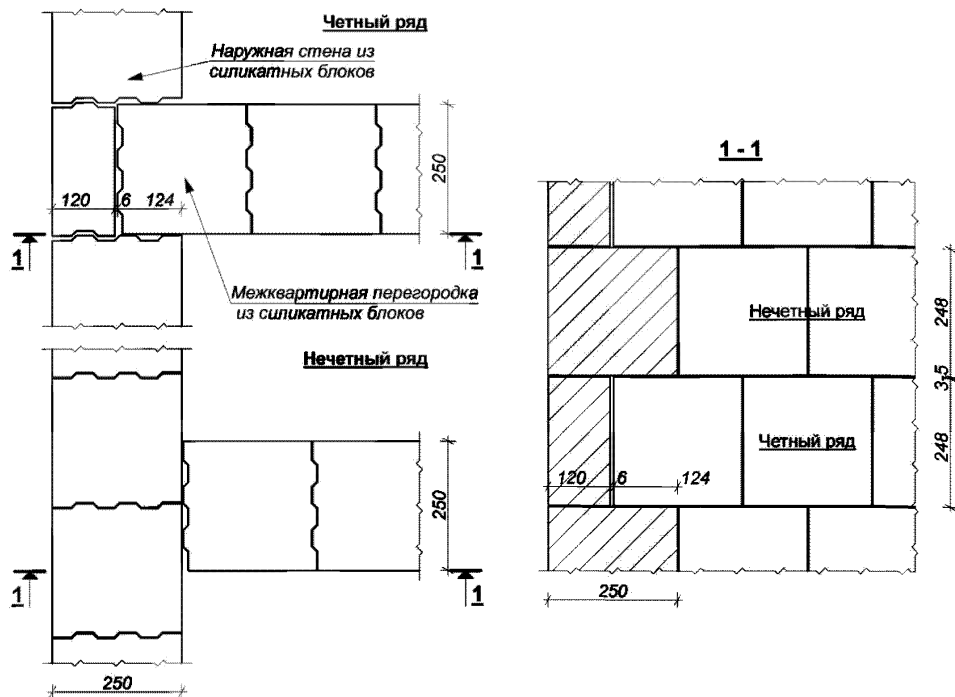 Четный ряд
Наружная стена из
силикатных блоков
120
6
124
250
1
1
Межквартирная перегородка
из силикатных блоков
Нечетный ряд
250
1
1
250
1 - 1
Нечетный ряд
248
3-5
Четный ряд
248
120
6
124
250